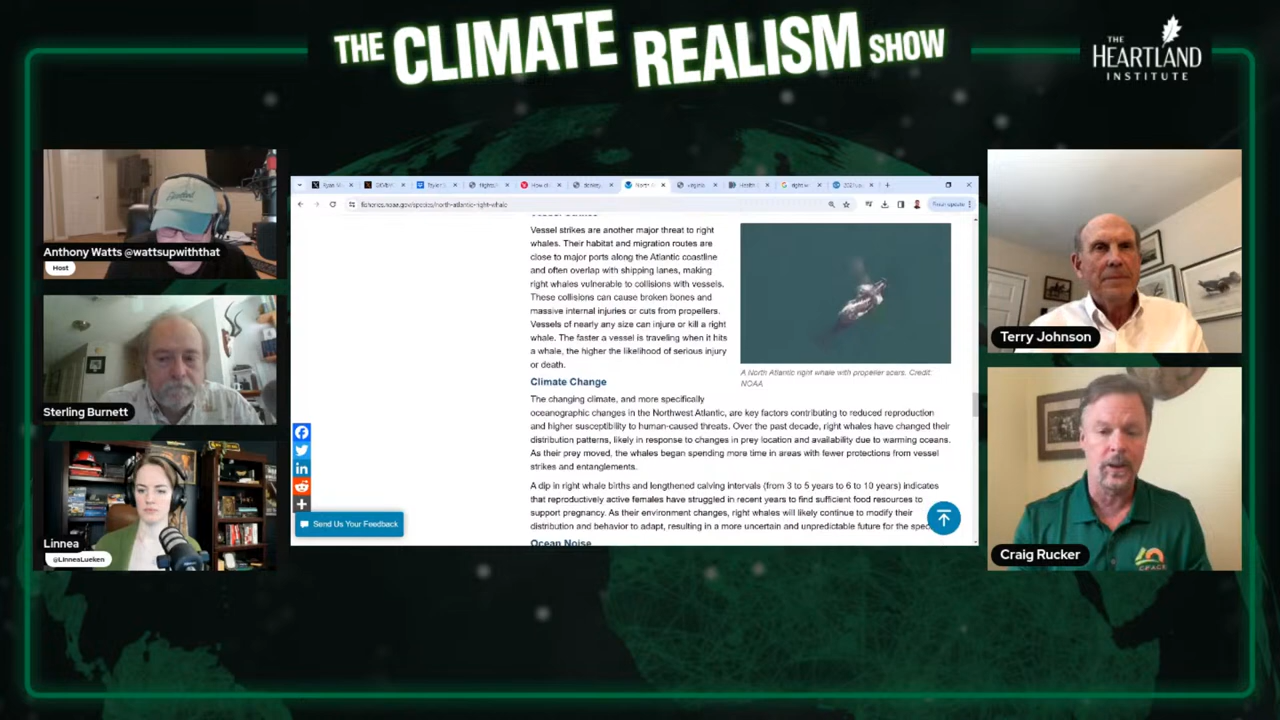 THE CLIMATE REALISM SHOW
THE
HEARTLAND
INSTITUTE
Anthony Watts @wattsupwiththat
Host
Sterling Burnett
Linnea
@LinneaLueken
Terry Johnson
Craig Rucker
CFACT
fisheries.noaa.gov/species/north-atlantic-right-whale
Vessel Strikes
Vessel strikes are another major threat to right
whales. Their habitat and migration routes are
close to major ports along the Atlantic coastline
and often overlap with shipping lanes, making
right whales vulnerable to collisions with vessels.
These collisions can cause broken bones and
massive internal injuries or cuts from propellers.
Vessels of nearly any size can injure or kill a right
whale. The faster a vessel is traveling when it hits
a whale, the higher the likelihood of serious injury
or death.
A North Atlantic right whale with propeller scars. Credit:
NOAA
Climate Change
The changing climate, and more specifically
oceanographic changes in the Northwest Atlantic, are key factors contributing to reduced reproduction
and higher susceptibility to human-caused threats. Over the past decade, right whales have changed their
distribution patterns, likely in response to changes in prey location and availability due to warming oceans.
As their prey moved, the whales began spending more time in areas with fewer protections from vessel
strikes and entanglements.
A dip in right whale births and lengthened calving intervals (from 3 to 5 years to 6 to 10 years) indicates
that reproductively active females have struggled in recent years to find sufficient food resources to
support pregnancy. As their environment changes, right whales will likely continue to modify their
distribution and behavior to adapt, resulting in a more uncertain and unpredictable future for the spec
Ocean Noise
Send Us Your Feedback